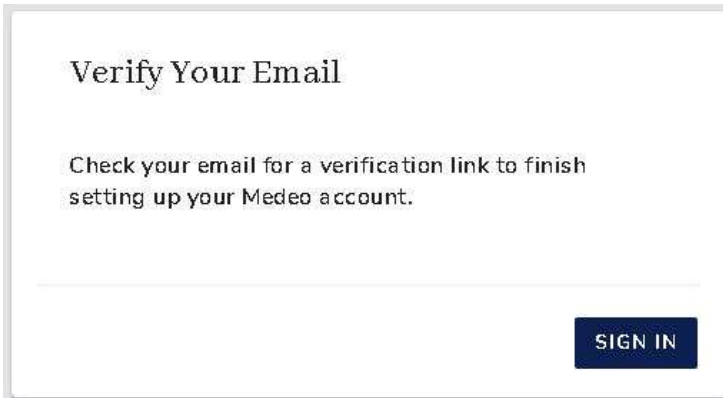 Verify Your Email
Check your email for a verification link to finish
setting up your Medeo account.
SIGN IN